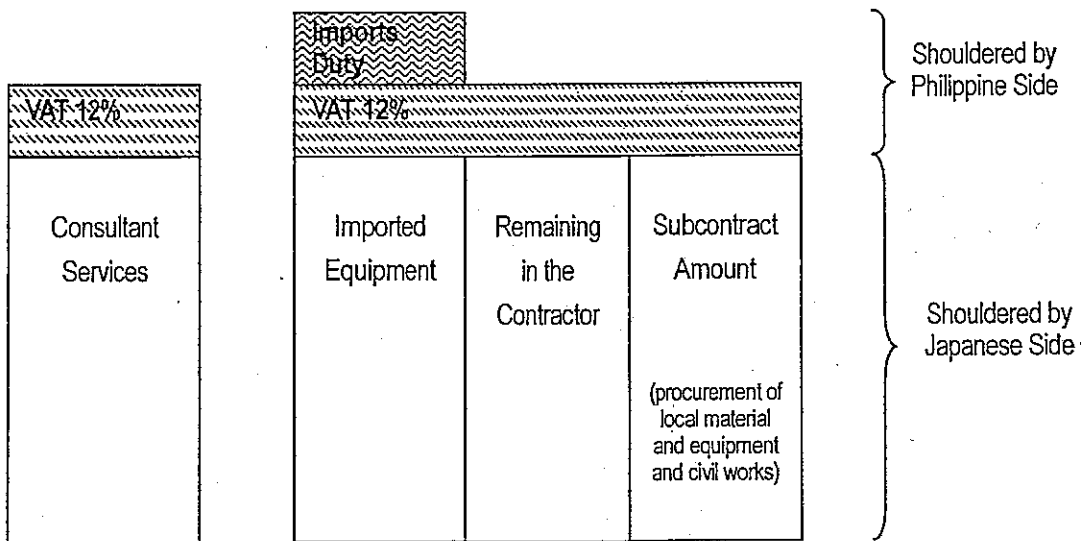 Imports
Duty
VAT 12%
VAT 12%
Shouldered by
Philippine Side
Consultant
Services
Imported
Equipment
Remaining
in the
Contractor
Subcontract
Amount
(procurement of
local material
and equipment
and civil works)
Shouldered by
Japanese Side